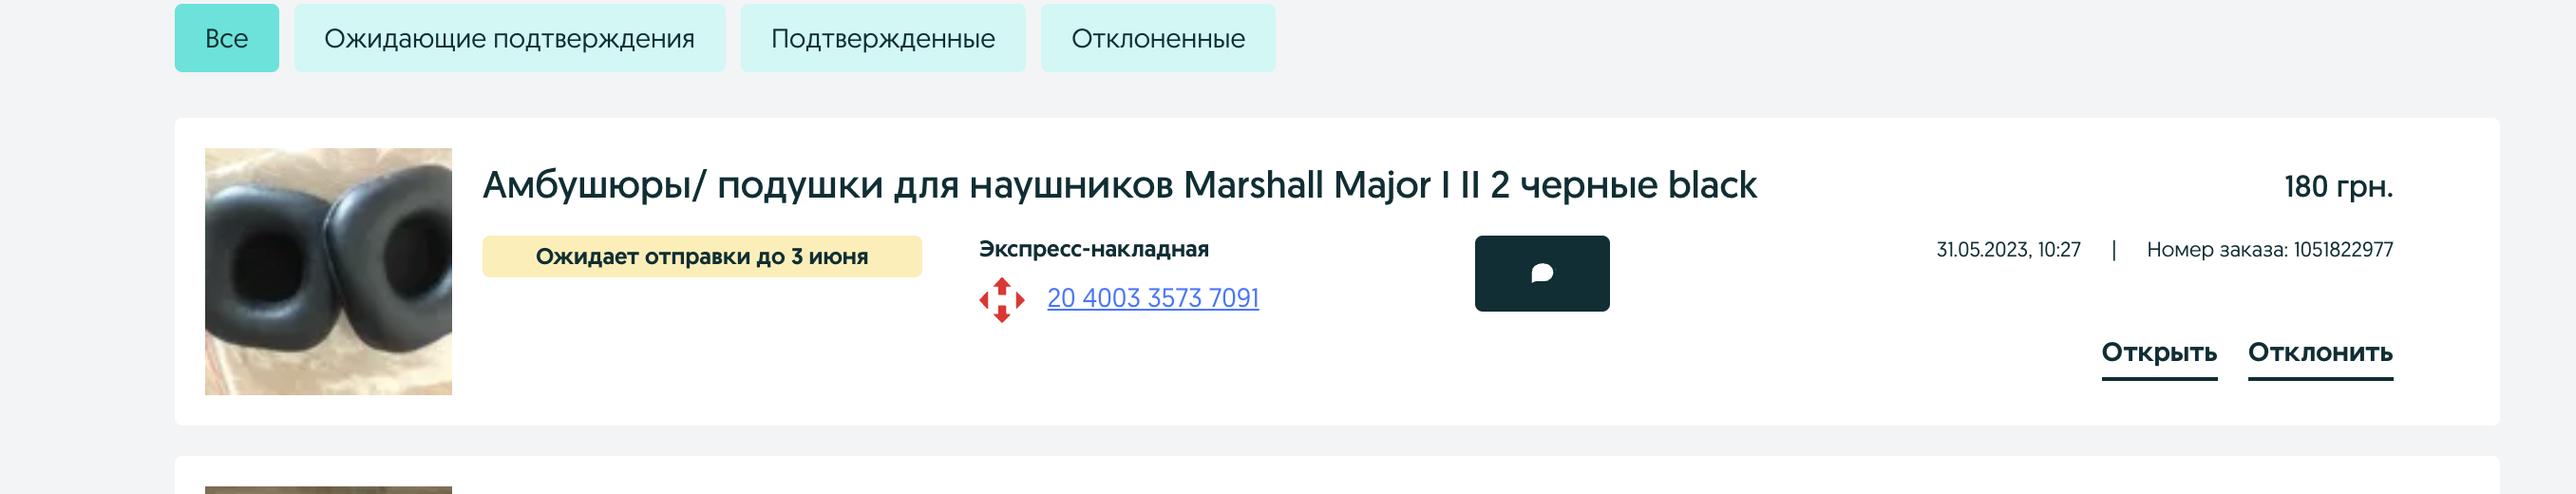 Все
Ожидающие подтверждения
Подтвержденные
Отклоненные
Амбушюры/ подушки для наушников Marshall Major I II 2 черные black
180 грн.
Ожидает отправки до 3 июня
Экспресс-накладная
20 4003 3573 7091
31.05.2023, 10:27 | Номер заказа: 1051822977
Открыть
Отклонить